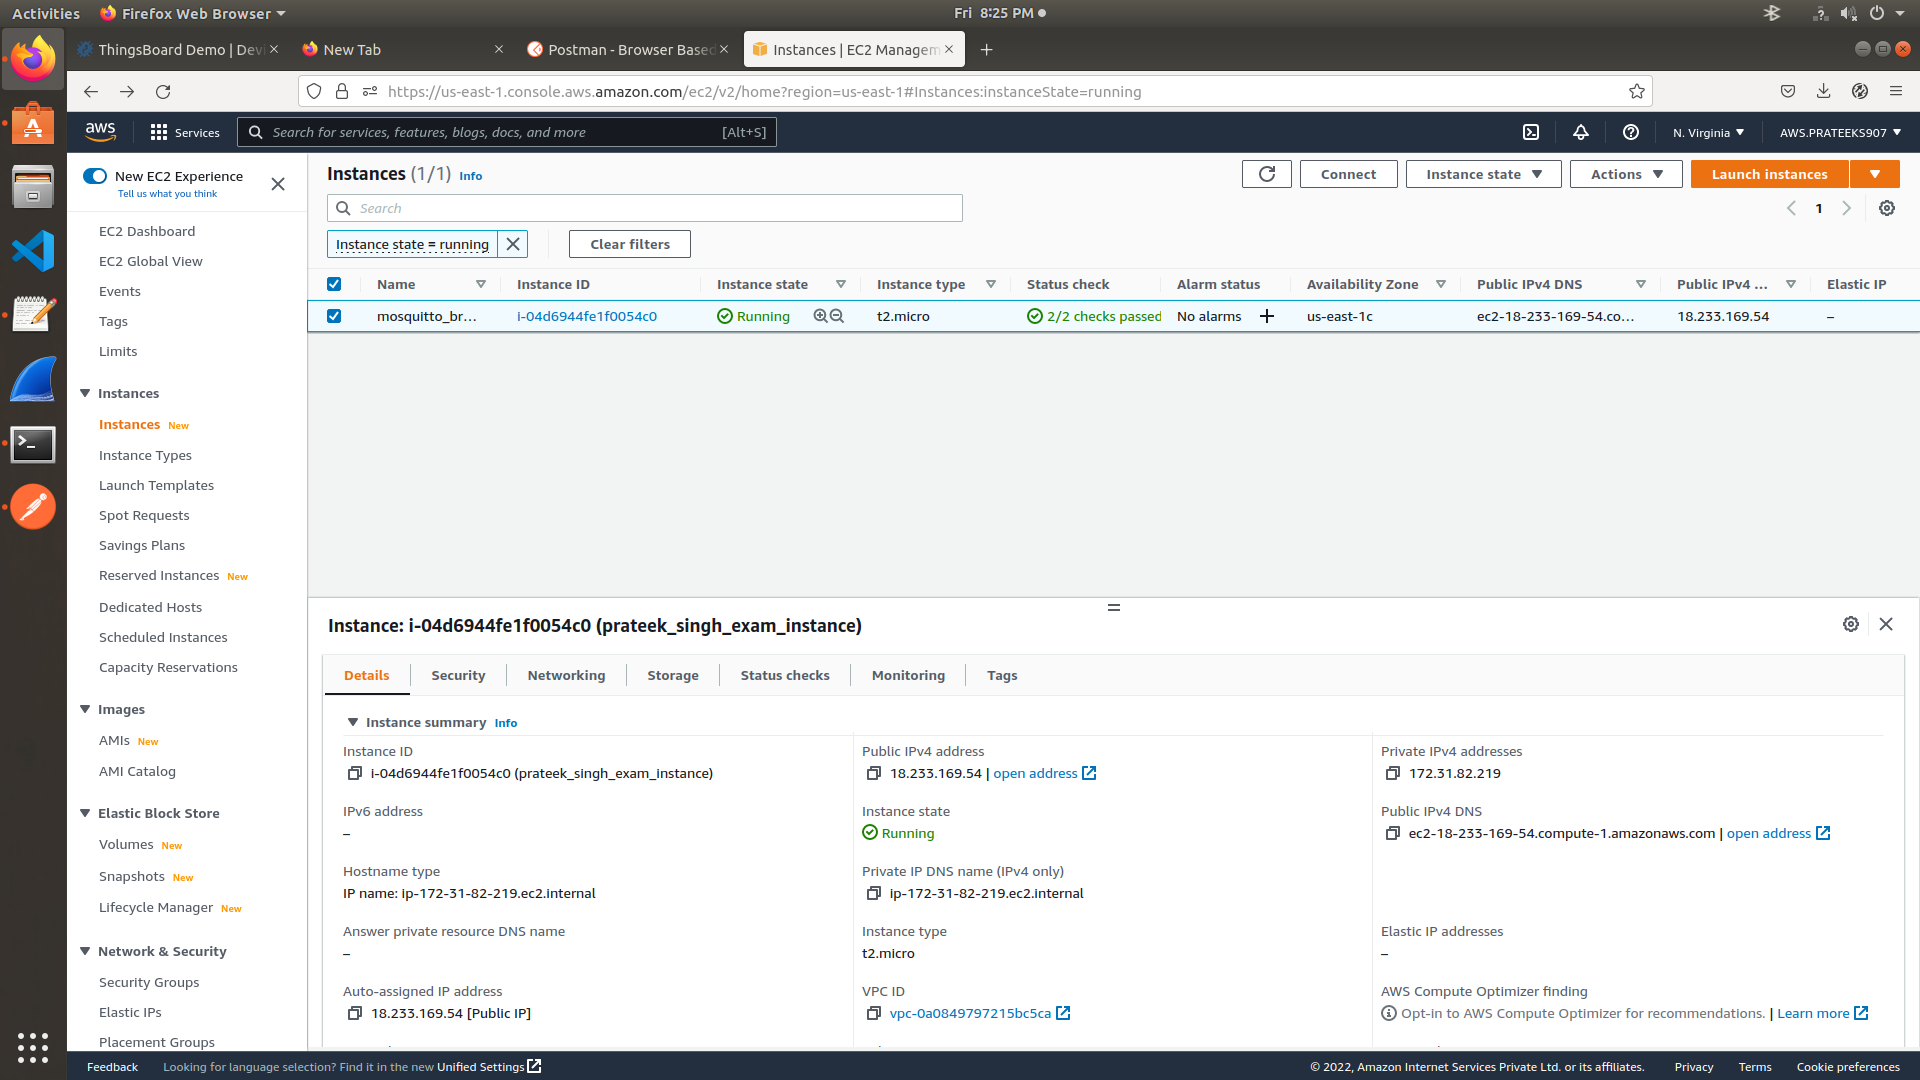 Activities
Firefox Web Browser
Fri 8:25 PM
ThingsBoard Demo | Devi
New Tab
Postman - Browser Based
Instances | EC2 Managem
https://us-east-1.console.aws.amazon.com/ec2/v2/home?region=us-east-1#Instances:instanceState=running
aws
Services
Search for services, features, blogs, docs, and more
[Alt+S]
N. Virginia
AWS.PRATEEKS907
New EC2 Experience
Tell us what you think
EC2 Dashboard
EC2 Global View
Events
Tags
Limits
Instances
Instances New
Instance Types
Launch Templates
Spot Requests
Savings Plans
Reserved Instances New
Dedicated Hosts
Scheduled Instances
Capacity Reservations
Images
AMIs New
AMI Catalog
Elastic Block Store
Volumes New
Snapshots New
Lifecycle Manager New
Network & Security
Security Groups
Elastic IPs
Placement Groups
Instances (1/1) Info
Connect
Instance state
Actions
Launch instances
Search
1
Instance state = running
Clear filters
Name Instance ID Instance state Instance type Status check Alarm status Availability Zone Public IPv4 DNS Public IPv4 ... Elastic IP
mosquitto_br... i-04d6944fe1f0054c0 Running t2.micro 2/2 checks passed No alarms + us-east-1c ec2-18-233-169-54.co... 18.233.169.54 –
Instance: i-04d6944fe1f0054c0 (prateek_singh_exam_instance)
Details Security Networking Storage Status checks Monitoring Tags
Instance summary Info
Instance ID
i-04d6944fe1f0054c0 (prateek_singh_exam_instance)
Public IPv4 address
18.233.169.54 | open address
Private IPv4 addresses
172.31.82.219
IPv6 address
–
Instance state
Running
Public IPv4 DNS
ec2-18-233-169-54.compute-1.amazonaws.com | open address
Hostname type
IP name: ip-172-31-82-219.ec2.internal
Private IP DNS name (IPv4 only)
ip-172-31-82-219.ec2.internal
Answer private resource DNS name
–
Instance type
t2.micro
Elastic IP addresses
–
Auto-assigned IP address
18.233.169.54 [Public IP]
VPC ID
vpc-0a0849797215bc5ca
AWS Compute Optimizer finding
Opt-in to AWS Compute Optimizer for recommendations. | Learn more
Feedback
Looking for language selection? Find it in the new Unified Settings
© 2022, Amazon Internet Services Private Ltd. or its affiliates.
Privacy
Terms
Cookie preferences